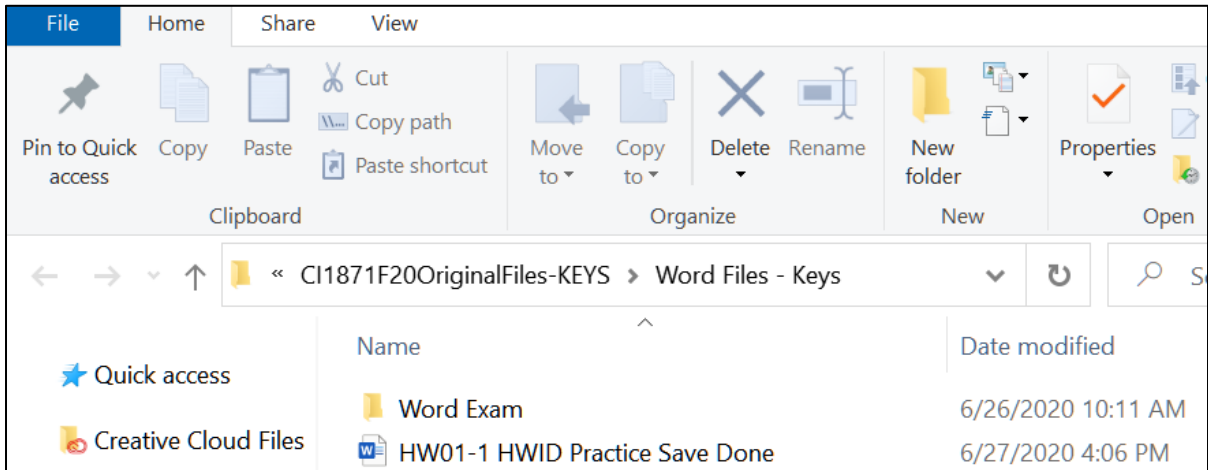 File Home Share View
Cut
Copy path
Paste shortcut
Pin to Quick access
Copy
Paste
Move to
Copy to
Delete
Rename
New folder
Properties
Clipboard Organize New Open
« CI1871F20OriginalFiles-KEYS > Word Files - Keys
Name Date modified
Quick access
Word Exam 6/26/2020 10:11 AM
Creative Cloud Files
HW01-1 HWID Practice Save Done 6/27/2020 4:06 PM